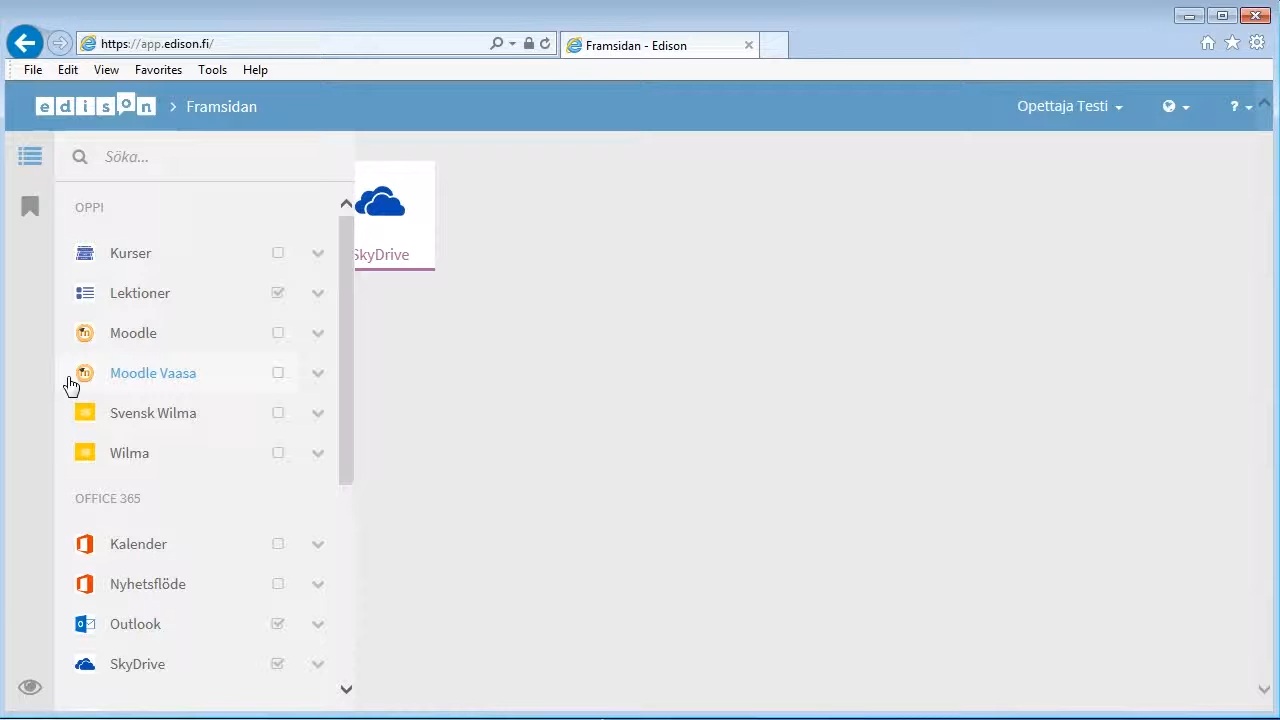 https://app.edison.fi/
Framsidan - Edison
File Edit View Favorites Tools Help
edison > Framsidan
Opettaja Testi
?
Söka...
OPPI
Kurser
Lektioner
Moodle
Moodle Vaasa
Svensk Wilma
Wilma
OFFICE 365
Kalender
Nyhetsflöde
Outlook
SkyDrive
SkyDrive